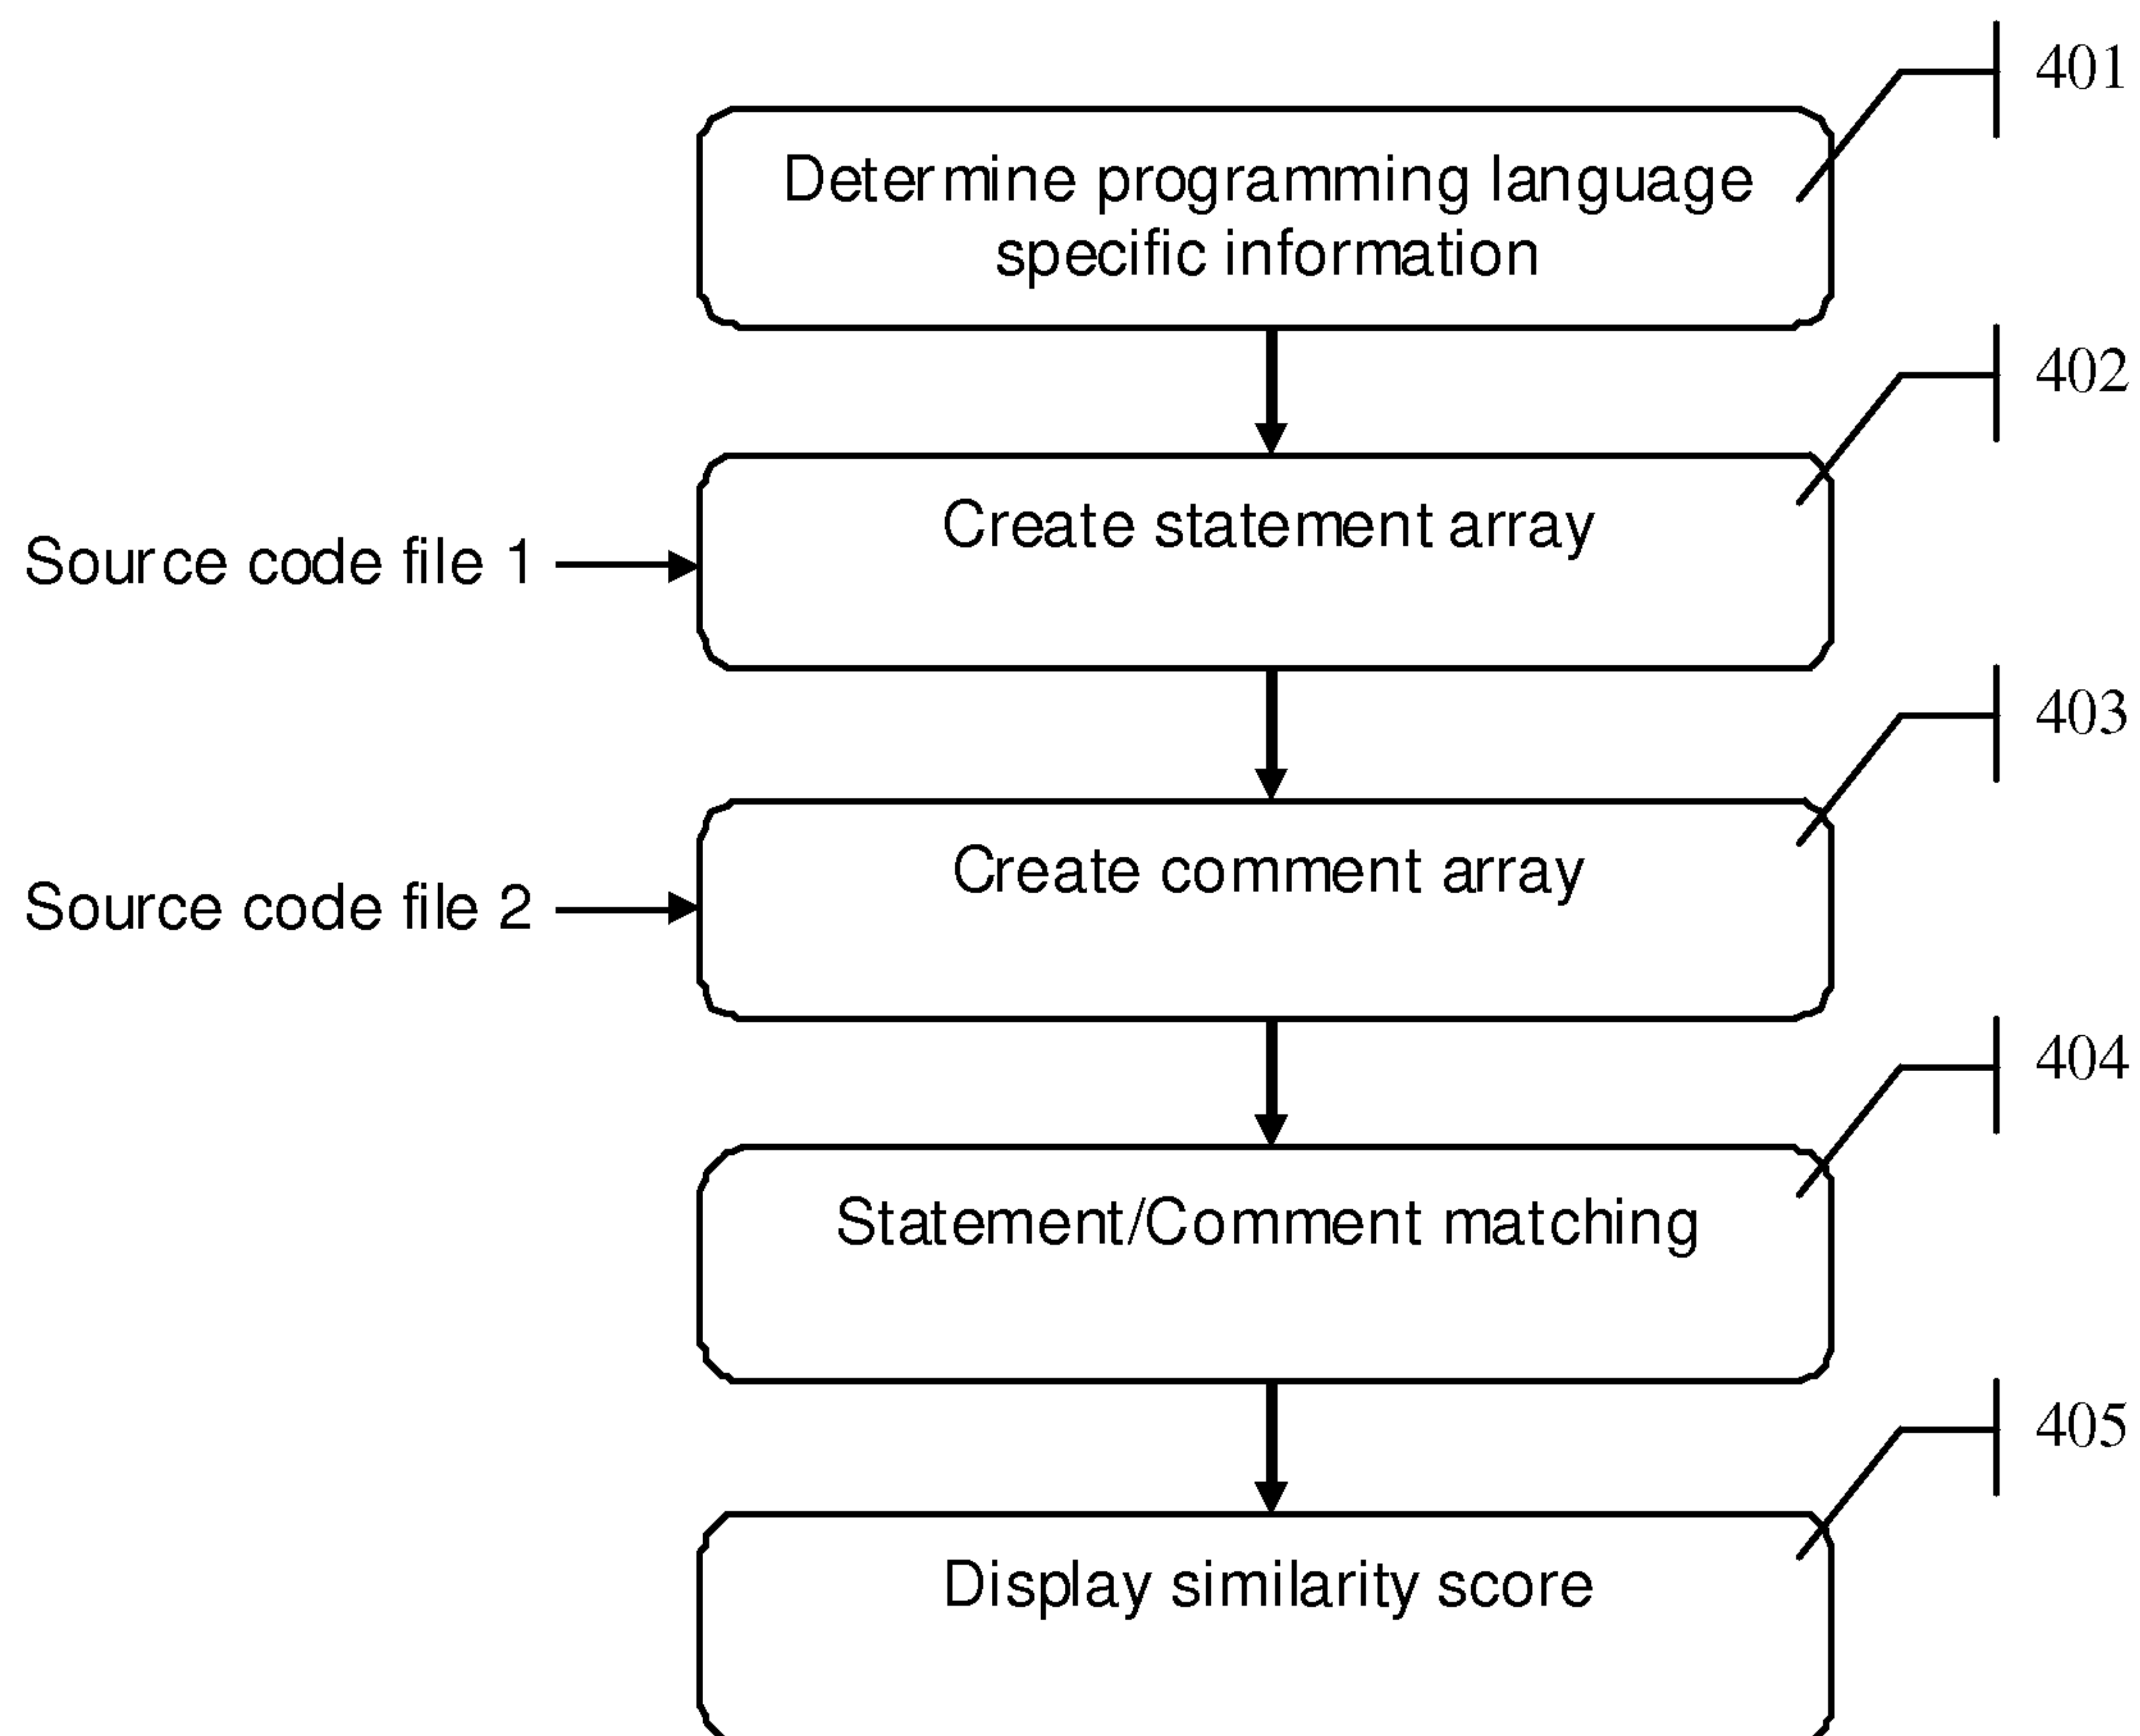 401
Determine programming language
specific information
402
Create statement array
Source code file 1
403
Create comment array
Source code file 2
404
Statement/Comment matching
405
Display similarity score